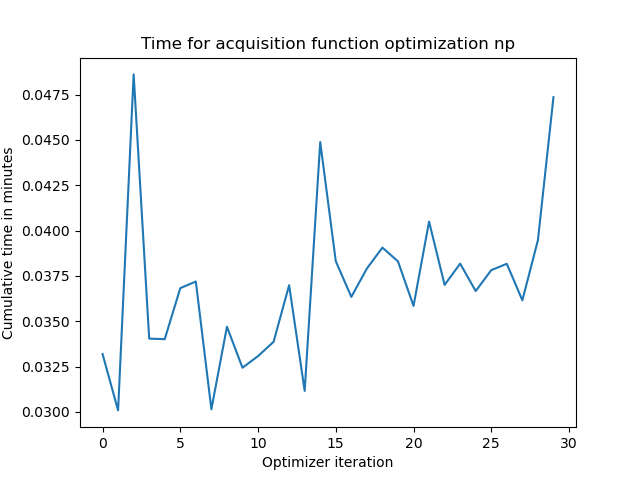 Time for acquisition function optimization np
Cumulative time in minutes
0.0475
0.0450
0.0425
0.0400
0.0375
0.0350
0.0325
0.0300
0 5 10 15 20 25 30
Optimizer iteration